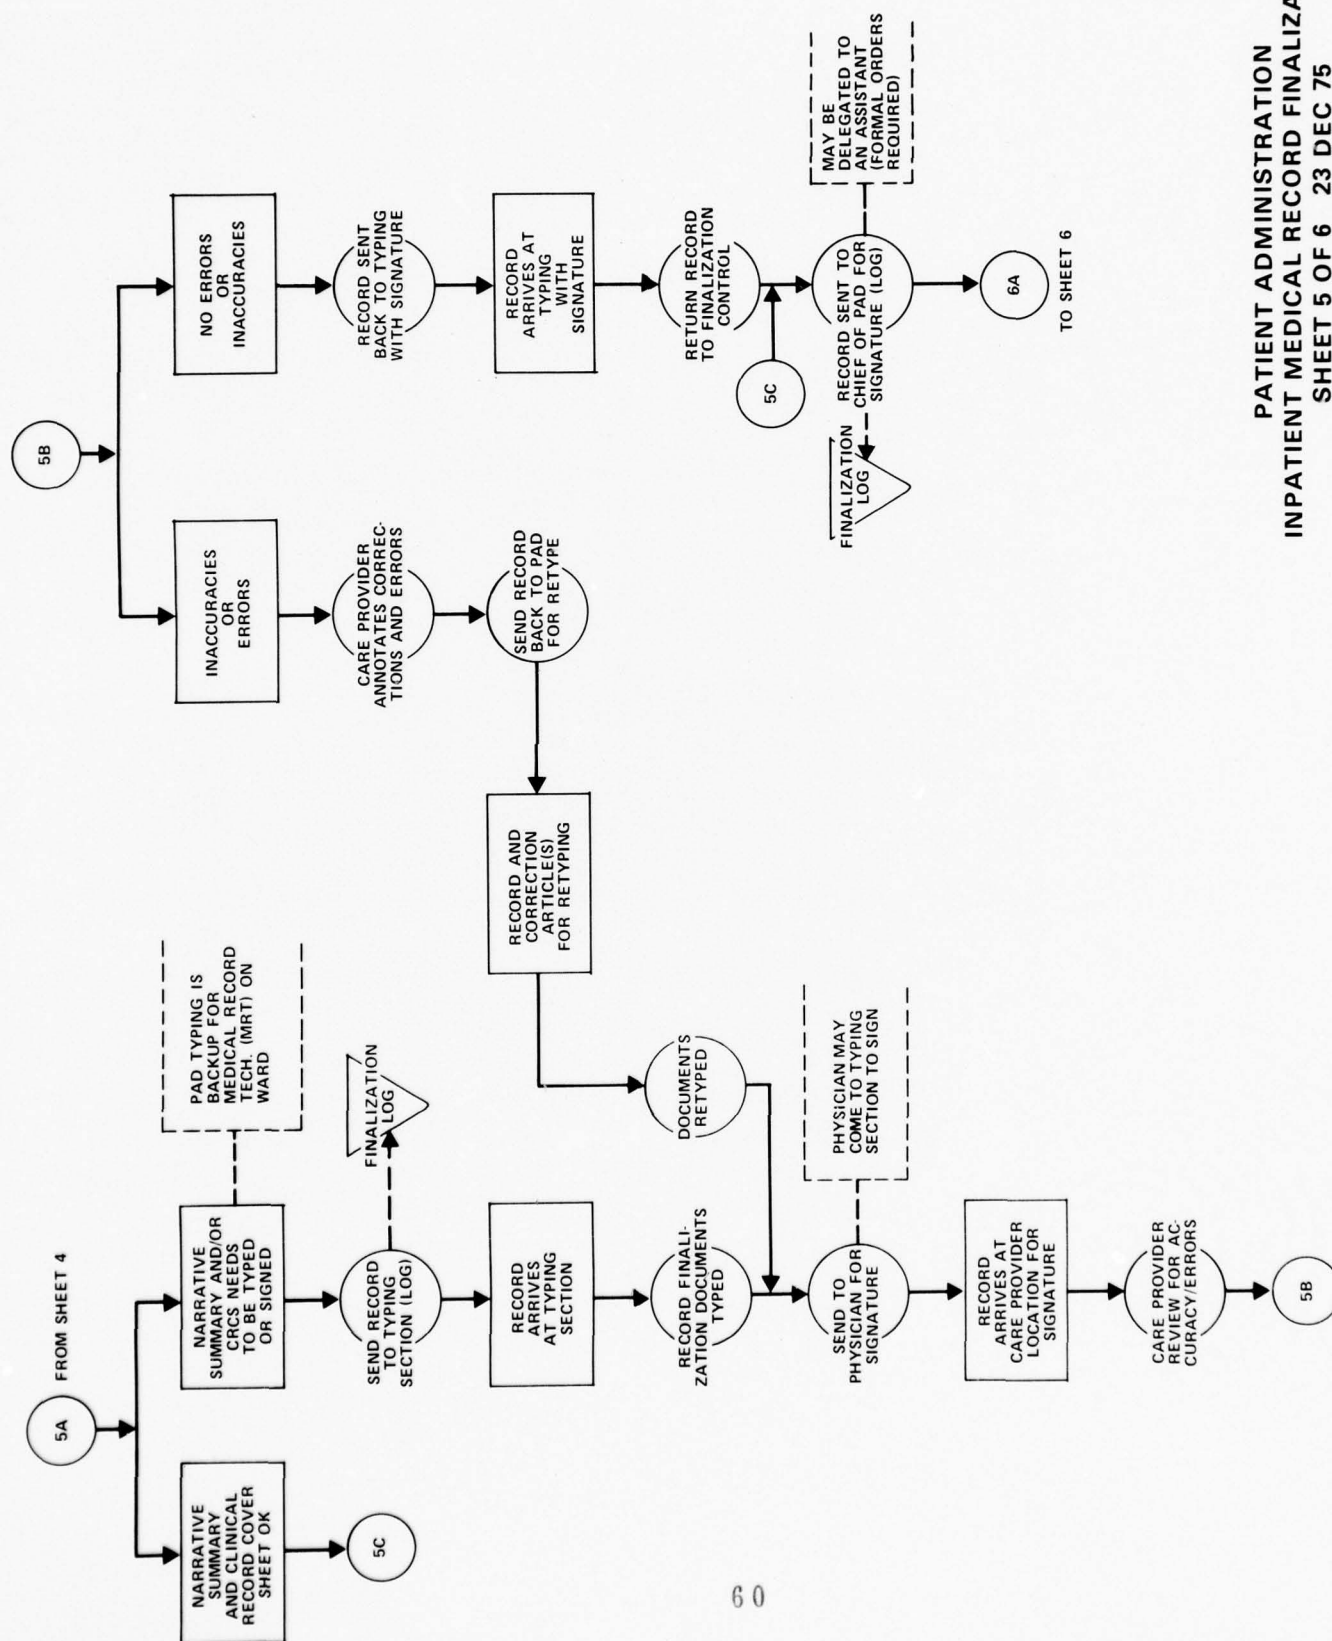 5A
FROM SHEET 4
NARRATIVE
SUMMARY
AND CLINICAL
RECORD COVER
SHEET OK
5C
NARRATIVE
SUMMARY AND/OR
CRCS NEEDS
TO BE TYPED
OR SIGNED
PAD TYPING IS
BACKUP FOR
MEDICAL RECORD
TECH. (MRT) ON
WARD
SEND RECORD
TO TYPING
SECTION (LOG)
FINALIZATION
LOG
RECORD
ARRIVES
AT TYPING
SECTION
RECORD FINALI-
ZATION DOCUMENTS
TYPED
SEND TO
PHYSICIAN FOR
SIGNATURE
PHYSICIAN MAY
COME TO TYPING
SECTION TO SIGN
RECORD
ARRIVES AT
CARE PROVIDER
LOCATION FOR
SIGNATURE
CARE PROVIDER
REVIEW FOR AC-
CURACY/ERRORS
5B
5B
INACCURACIES
OR
ERRORS
CARE PROVIDER
ANNOTATES CORREC-
TIONS AND ERRORS
SEND RECORD
BACK TO PAD
FOR RETYPE
RECORD AND
CORRECTION
ARTICLE(S)
FOR RETYPING
DOCUMENTS
RETYPED
NO ERRORS
OR
INACCURACIES
RECORD SENT
BACK TO TYPING
WITH SIGNATURE
RECORD
ARRIVES AT
TYPING
WITH
SIGNATURE
RETURN RECORD
TO FINALIZATION
CONTROL
5C
RECORD SENT TO
CHIEF OF PAD FOR
SIGNATURE (LOG)
FINALIZATION
LOG
MAY BE
DELEGATED TO
AN ASSISTANT
(FORMAL ORDERS
REQUIRED)
6A
TO SHEET 6
PATIENT ADMINISTRATION
INPATIENT MEDICAL RECORD FINALIZA
SHEET 5 OF 6 23 DEC 75
60